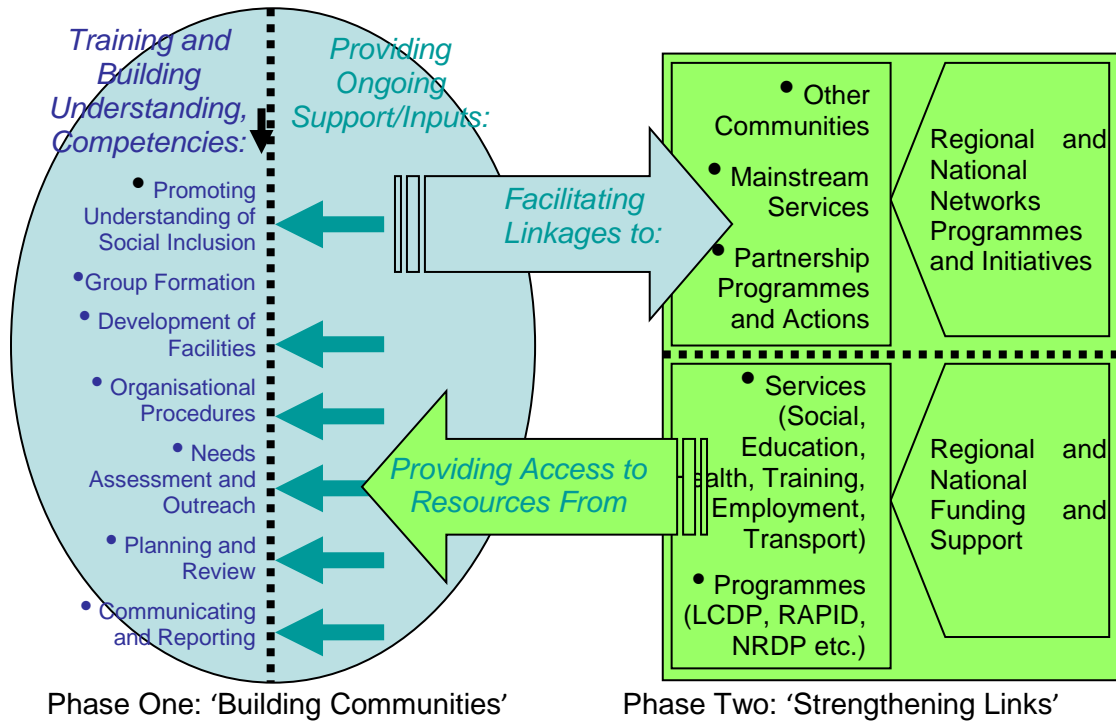 Training and
Building
Understanding,
Competencies:
• Promoting
Understanding of
Social Inclusion
• Group Formation
• Development of
Facilities
• Organisational
Procedures
• Needs
Assessment and
Outreach
• Planning and
Review
• Communicating
and Reporting
Providing
Ongoing
Support/Inputs:
Facilitating
Linkages to:
• Other
Communities
• Mainstream
Services
• Partnership
Programmes
and Actions
Regional and
National
Networks
Programmes
and Initiatives
Providing Access to
Resources From
• Services
(Social,
Education,
Training,
Employment,
Transport)
• Programmes
(LCDP, RAPID,
NRDP etc.)
Regional and
National
Funding and
Support
Phase One: ‘Building Communities’
Phase Two: ‘Strengthening Links’